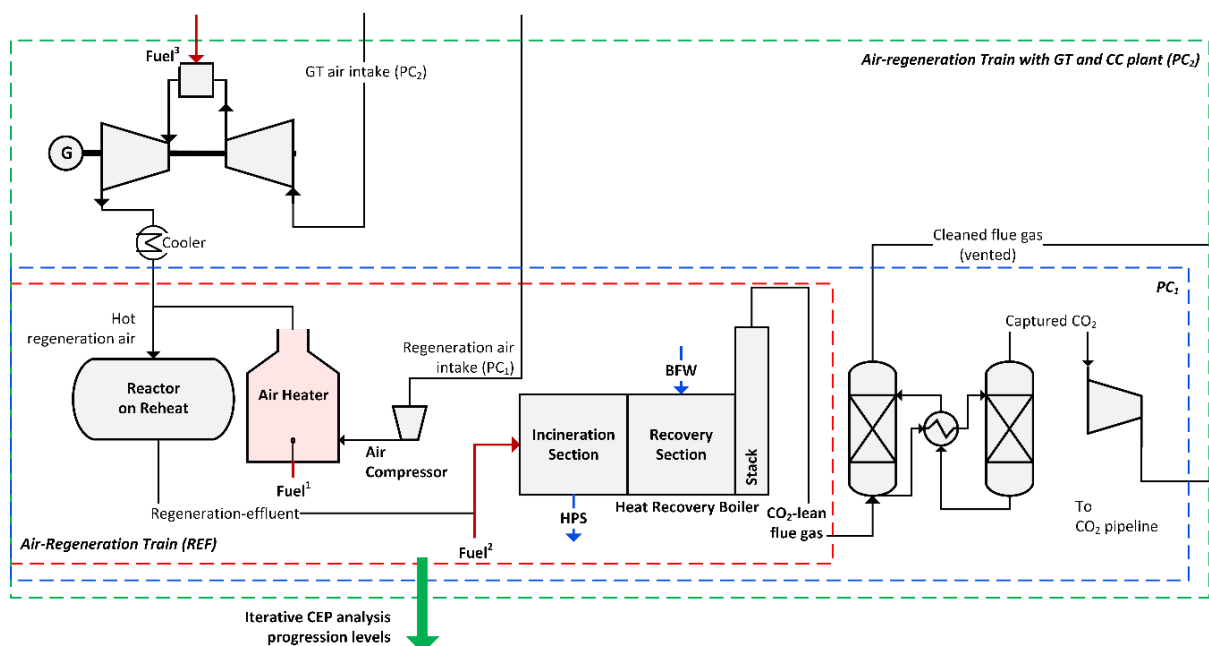 Fuel³
GT air intake (PC₂)
Air-regeneration Train with GT and CC plant (PC₂)
G
Cooler
Cleaned flue gas
(vented)
PC₁
Hot
regeneration air
Regeneration air
intake (PC₁)
Captured CO₂
Reactor
on Reheat
Air Heater
BFW
Incineration
Section
Recovery
Section
Stack
Air
Compressor
Fuel¹
Regeneration-effluent
HPS
Heat Recovery Boiler
CO₂-lean
flue gas
To
CO₂ pipeline
Air-Regeneration Train (REF)
Fuel²
Iterative CEP analysis
progression levels